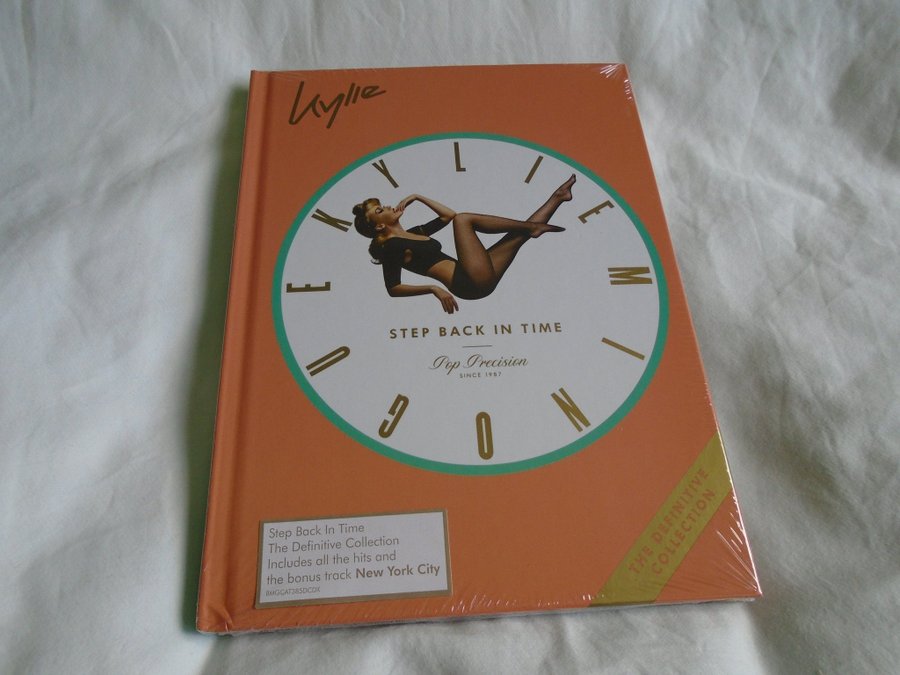 Kylie
KYLIE MINOGUE
STEP BACK IN TIME
Pop Precision
SINCE 1987
THE DEFINITIVE
COLLECTION
Step Back In Time
The Definitive Collection
Includes all the hits and
the bonus track New York City